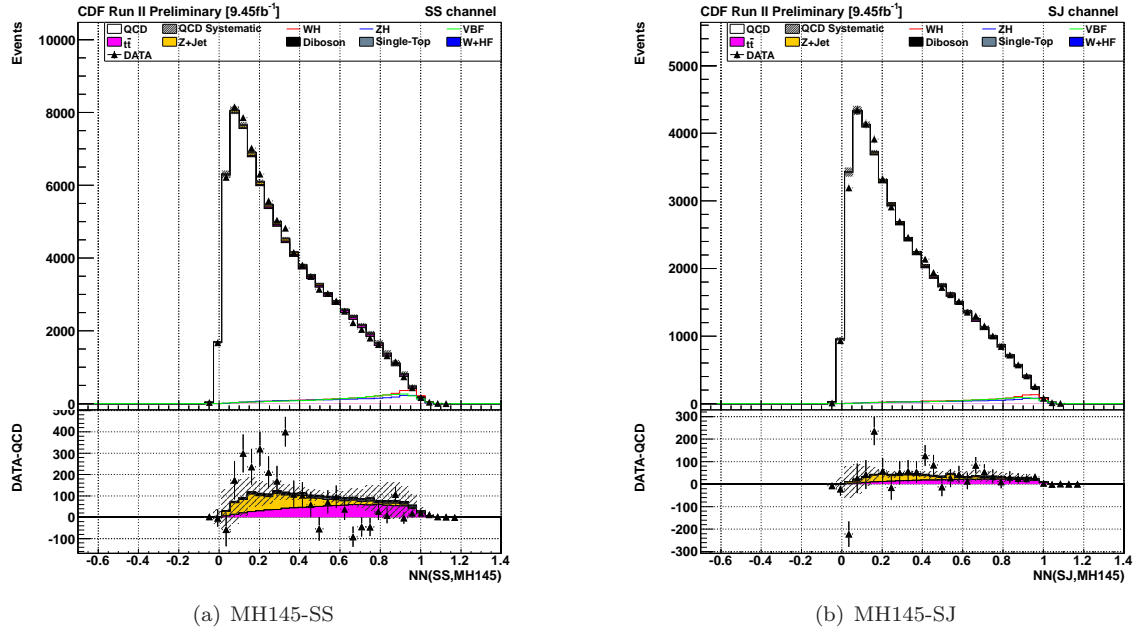 CDF Run II Preliminary [9.45fb⁻¹] SS channel
Events
QCD QCD Systematic WH ZH VBF
tt̄ Z+Jet Diboson Single-Top W+HF
DATA
10000
8000
6000
4000
2000
0
DATA-QCD
500
400
300
200
100
0
-100
-0.6 -0.4 -0.2 0 0.2 0.4 0.6 0.8 1 1.2 1.4
NN(SS,MH145)
(a) MH145-SS
CDF Run II Preliminary [9.45fb⁻¹] SJ channel
Events
QCD QCD Systematic WH ZH VBF
tt̄ Z+Jet Diboson Single-Top W+HF
DATA
5000
4000
3000
2000
1000
0
DATA-QCD
300
200
100
0
-100
-200
-300
-0.6 -0.4 -0.2 0 0.2 0.4 0.6 0.8 1 1.2 1.4
NN(SJ,MH145)
(b) MH145-SJ